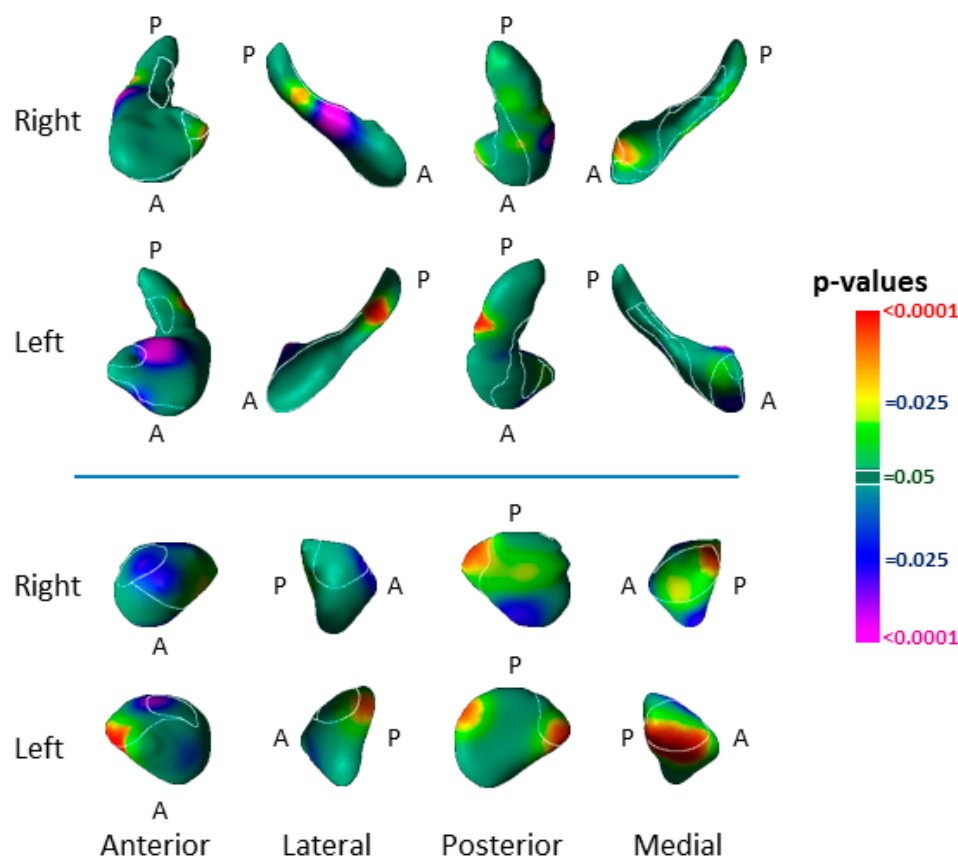 P
P
P
P
Right
A
A
A
A
P
P
P
P
Left
A
A
A
A
p-values
<0.0001
=0.025
=0.05
=0.025
<0.0001
P
Right
P
A
A
P
A
P
Left
A
P
P
A
A
Anterior
Lateral
Posterior
Medial